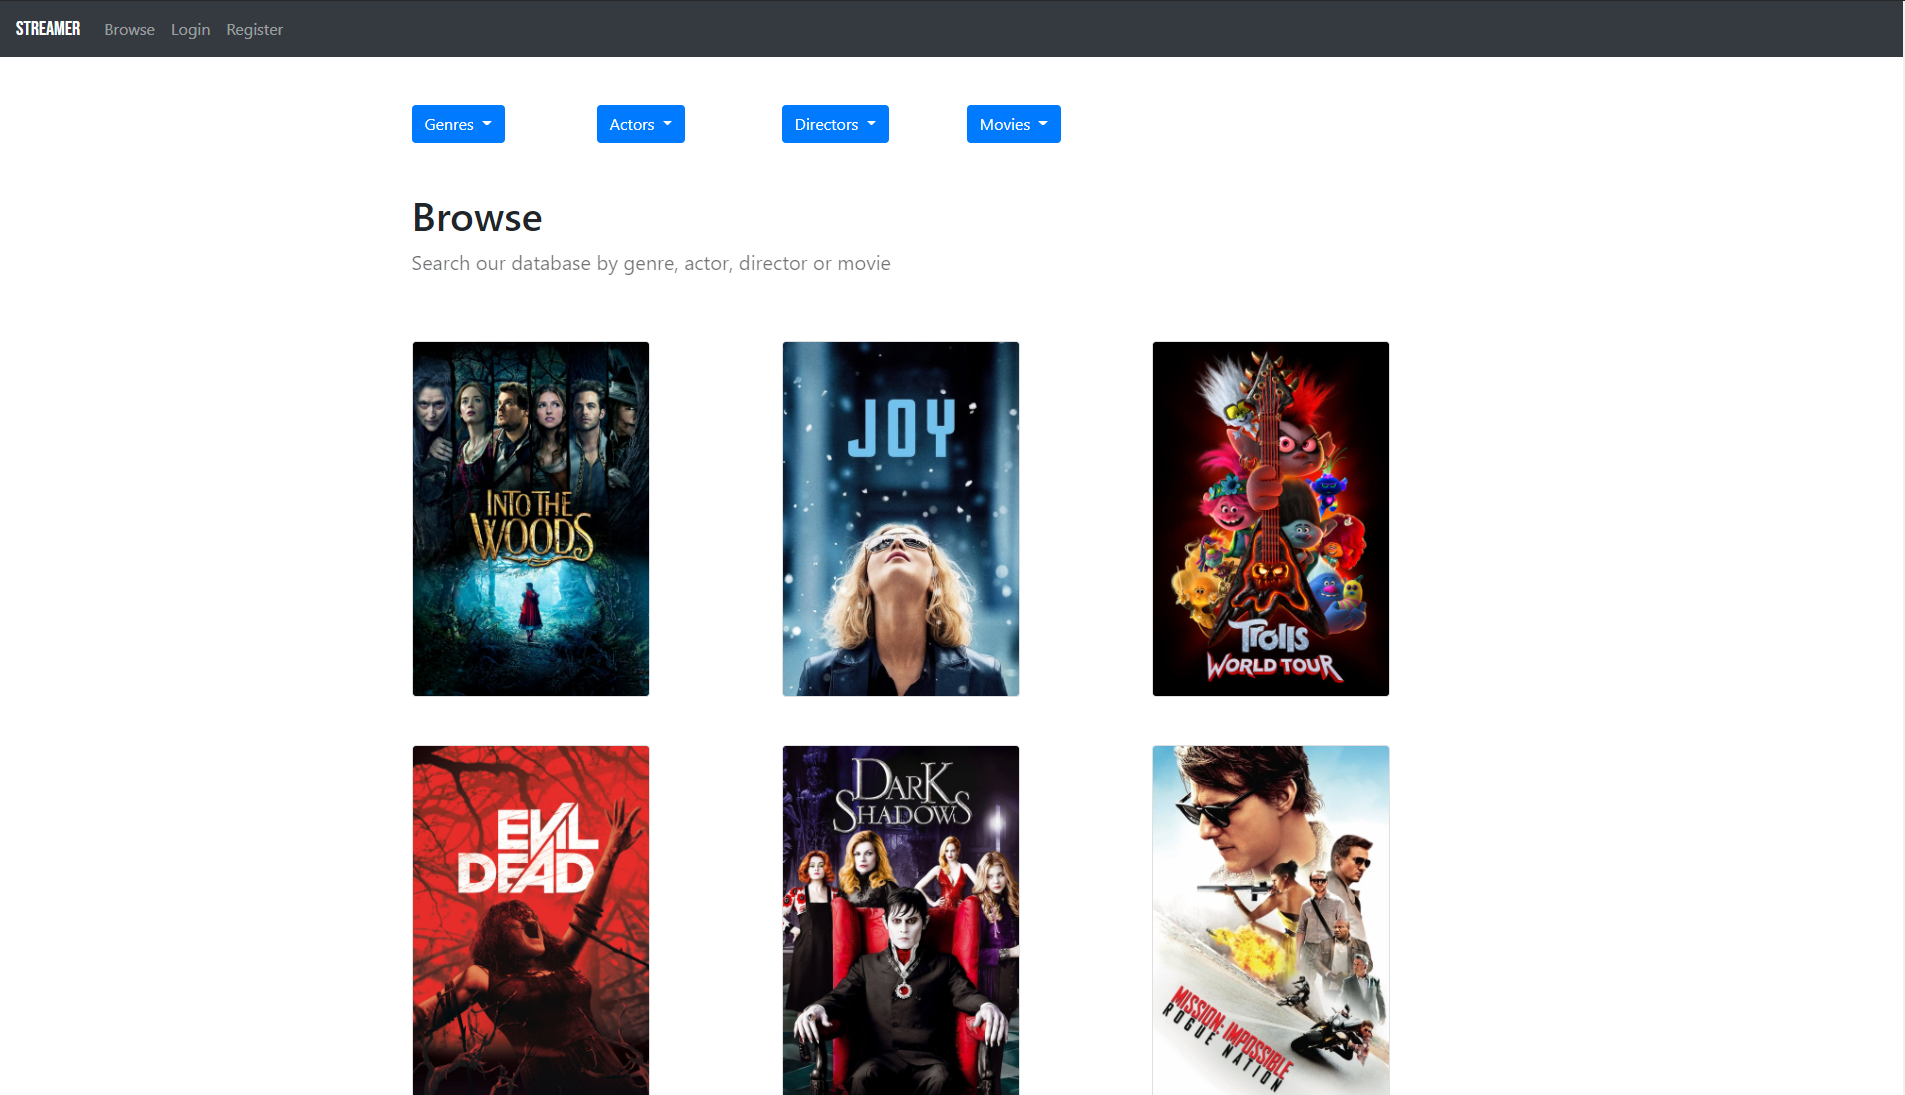 STREAMER Browse Login Register
Genres Actors Directors Movies
Browse
Search our database by genre, actor, director or movie
INTO THE
WOODS
JOY
Trolls
WORLD TOUR
EVIL
DEAD
DARK
SHADOWS
MISSION: IMPOSSIBLE
ROGUE NATION